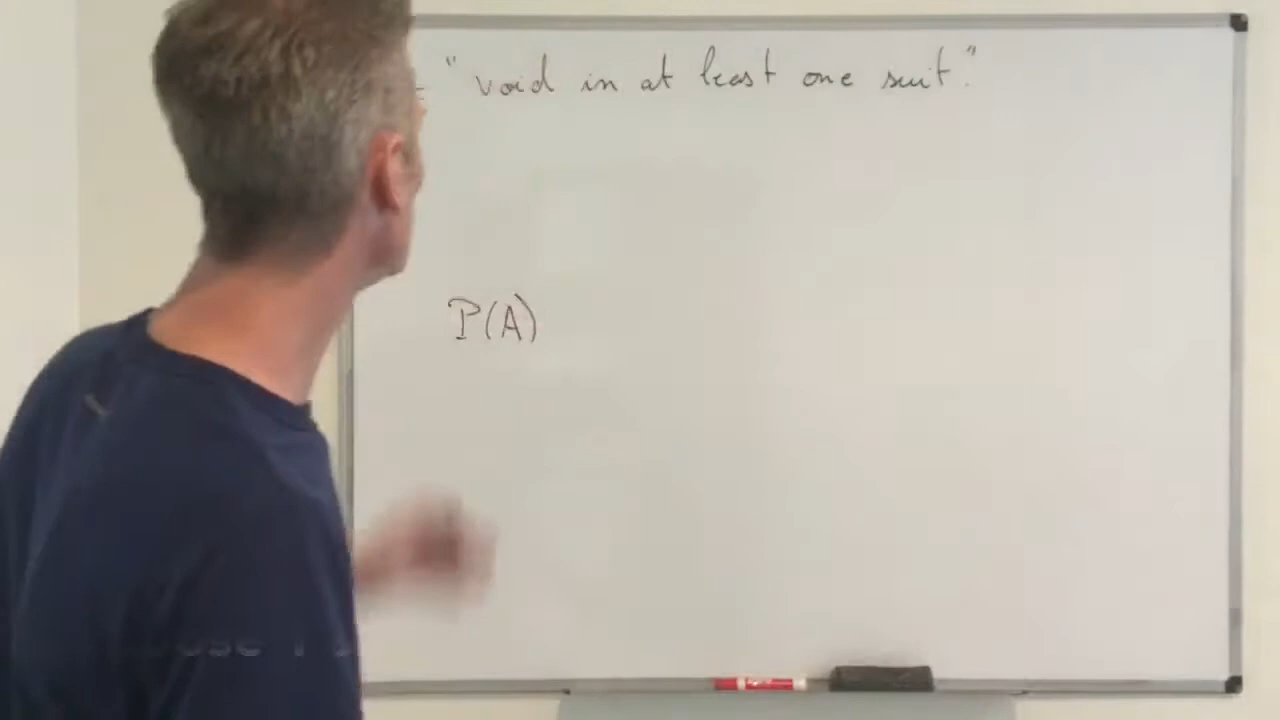 = "void in at least one suit."
P(A)